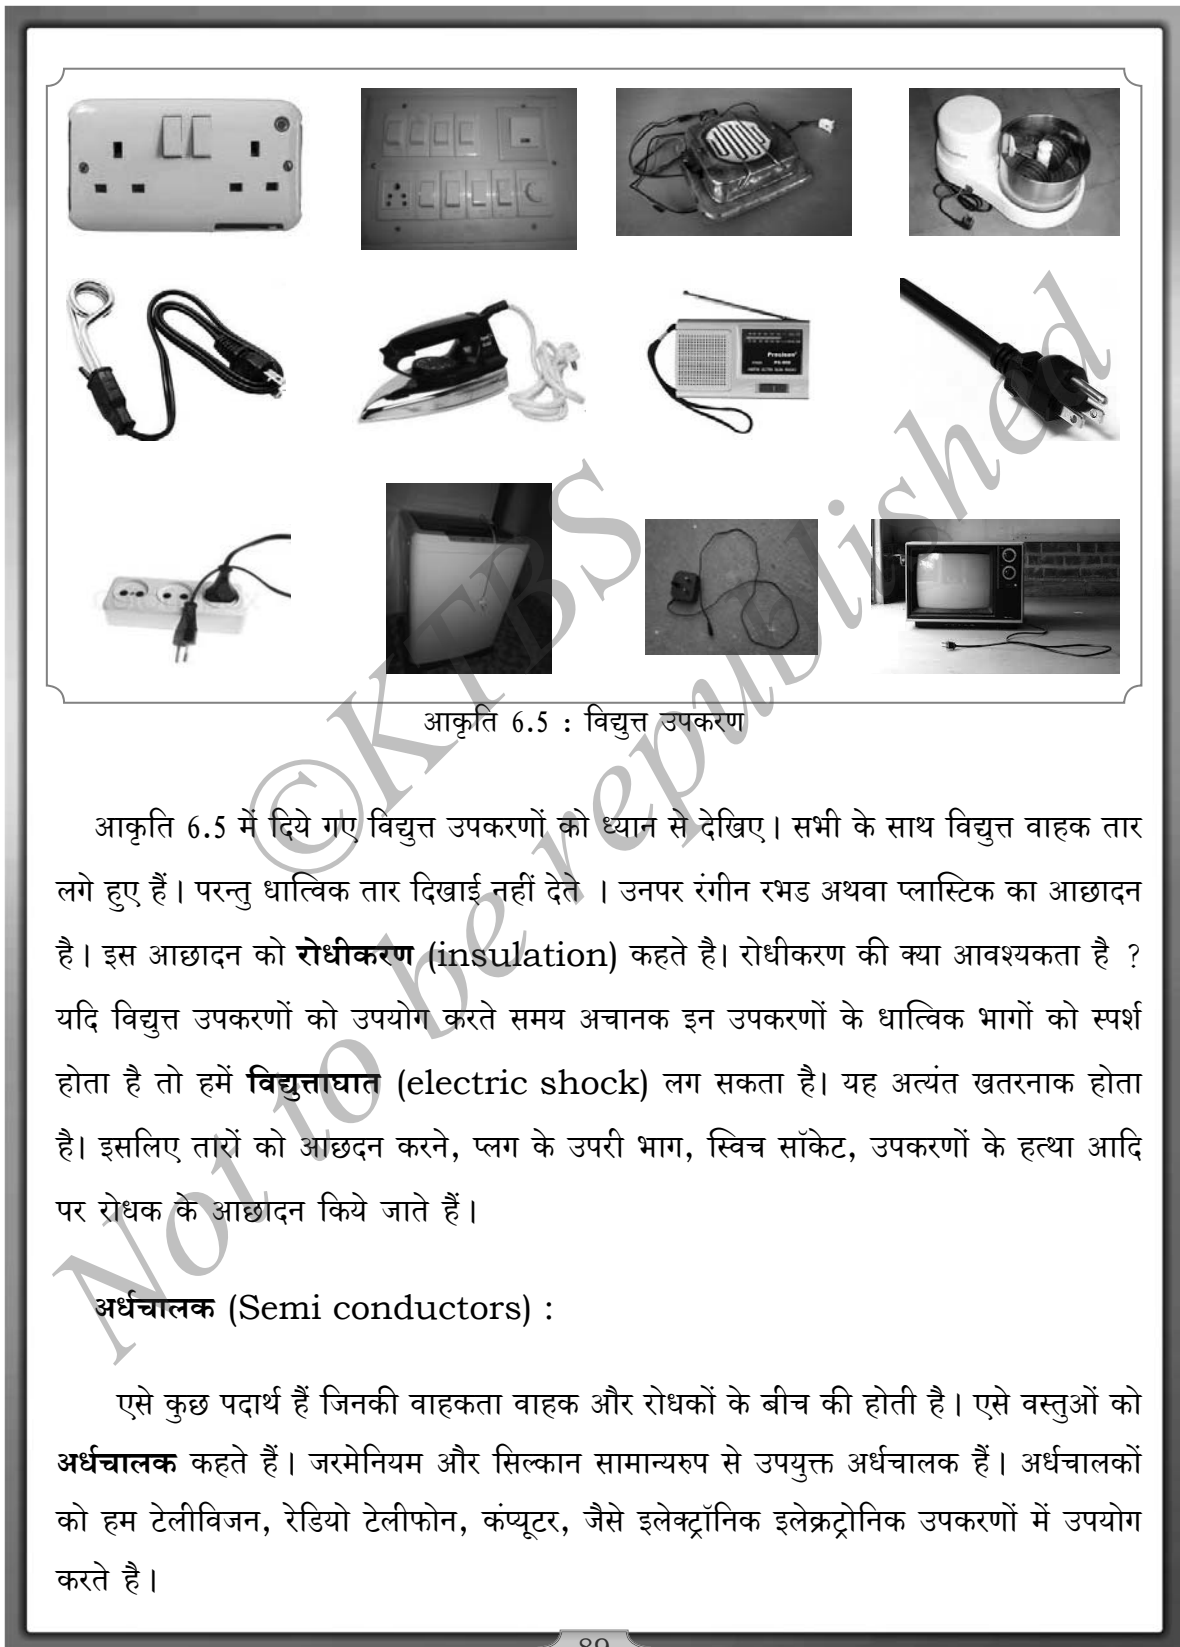 आकृति 6.5 : विद्युत्त उपकरण
आकृति 6.5 में दिये गए विद्युत्त उपकरणों को ध्यान से देखिए। सभी के साथ विद्युत्त वाहक तार
लगे हुए हैं। परन्तु धात्विक तार दिखाई नहीं देते । उनपर रंगीन रभड अथवा प्लास्टिक का आछादन
है। इस आछादन को रोधीकरण (insulation) कहते है। रोधीकरण की क्या आवश्यकता है ?
यदि विद्युत्त उपकरणों को उपयोग करते समय अचानक इन उपकरणों के धात्विक भागों को स्पर्श
होता है तो हमें विद्युत्ताघात (electric shock) लग सकता है। यह अत्यंत खतरनाक होता
है। इसलिए तारों को आछदन करने, प्लग के उपरी भाग, स्विच सॉकेट, उपकरणों के हत्था आदि
पर रोधक के आछादन किये जाते हैं।
अर्धचालक (Semi conductors) :
एसे कुछ पदार्थ हैं जिनकी वाहकता वाहक और रोधकों के बीच की होती है। एसे वस्तुओं को
अर्धचालक कहते हैं। जरमेनियम और सिल्कान सामान्यरुप से उपयुक्त अर्धचालक हैं। अर्धचालकों
को हम टेलीविजन, रेडियो टेलीफोन, कंप्यूटर, जैसे इलेक्ट्रॉनिक इलेक्रट्रोनिक उपकरणों में उपयोग
करते है।
©KTBS
Not to be republished